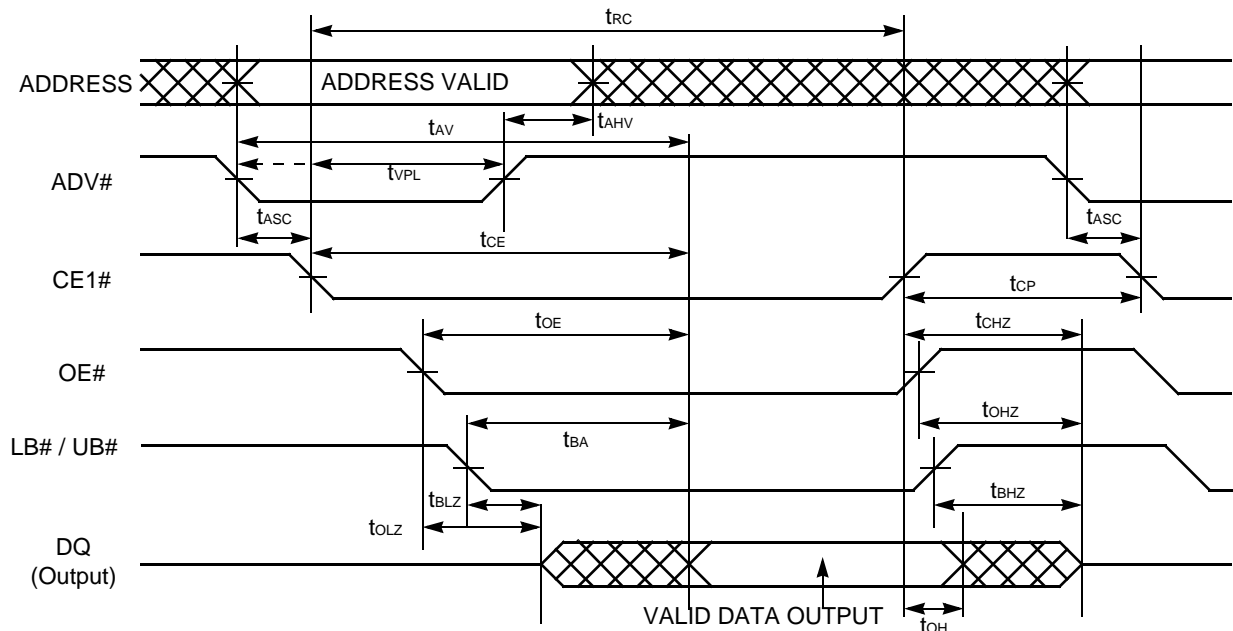 tRC
ADDRESS
ADDRESS VALID
tAHV
tAV
ADV#
tVPL
tASC
tASC
tCE
CE1#
tCP
tOE
tCHZ
OE#
tOHZ
LB# / UB#
tBA
tBLZ
tBHZ
tOLZ
DQ
(Output)
VALID DATA OUTPUT
tOH